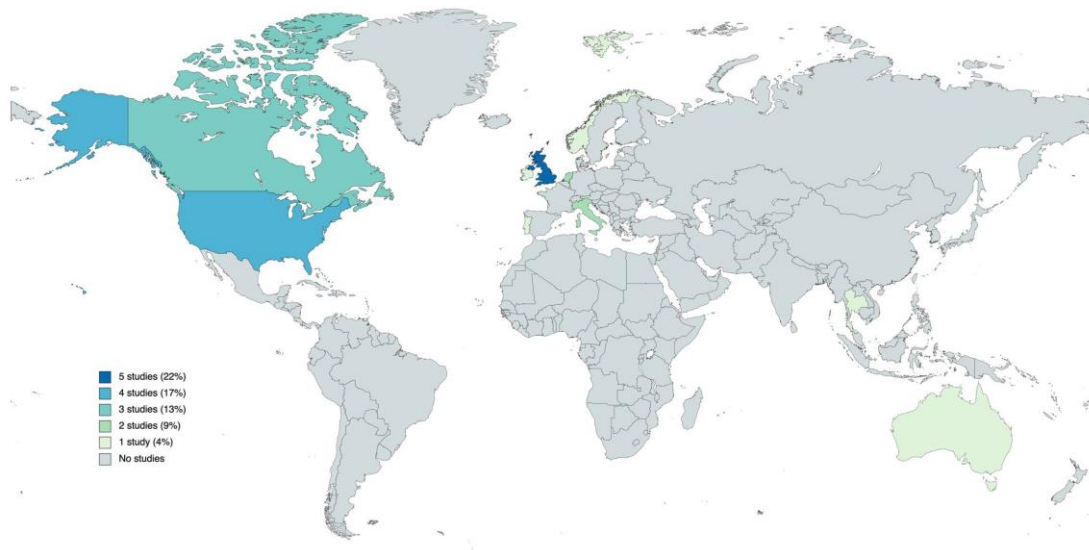 5 studies (22%)
4 studies (17%)
3 studies (13%)
2 studies (9%)
1 study (4%)
No studies